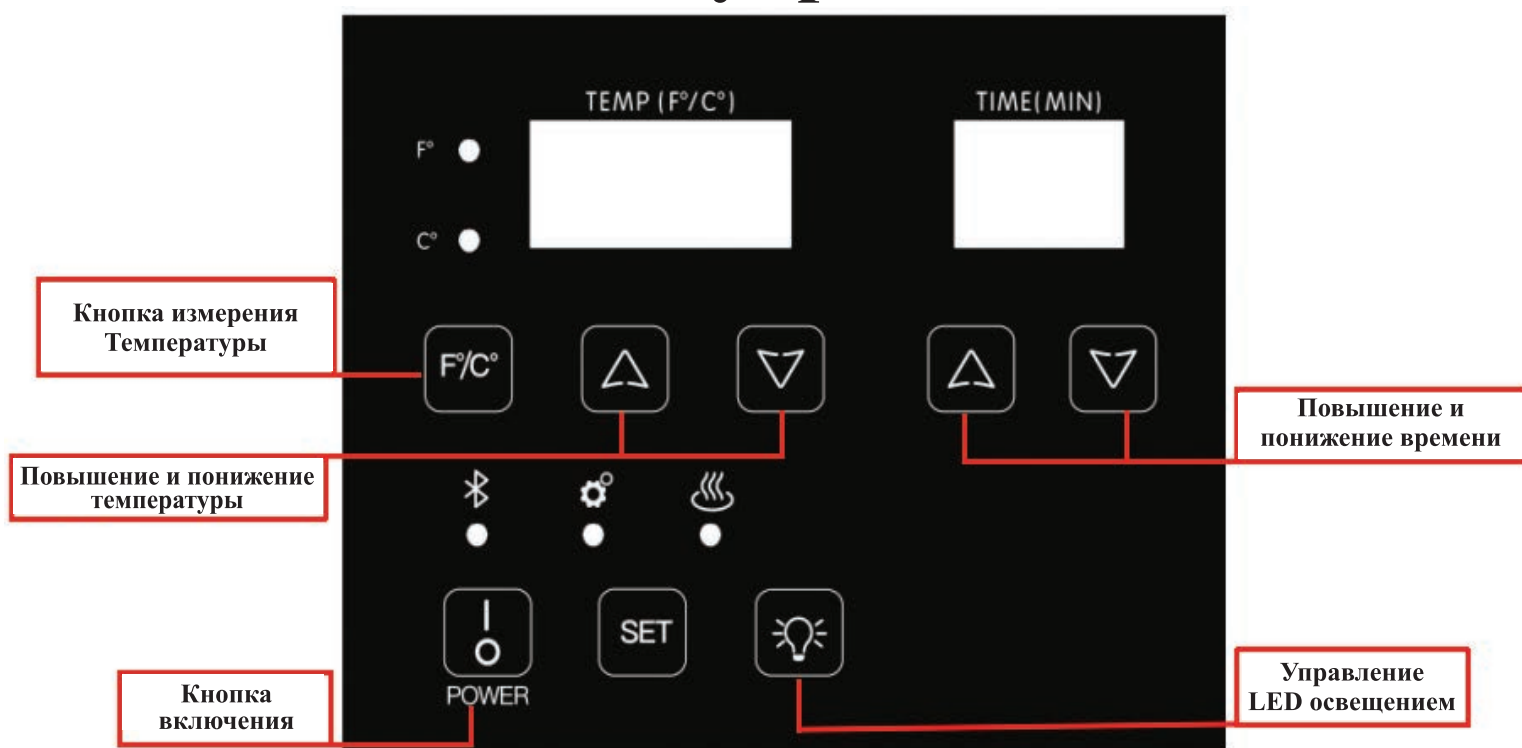 TEMP (F°/C°)
TIME(MIN)
F°
C°
Кнопка измерения
Температуры
F°/C°
Повышение и
понижение времени
Повышение и понижение
температуры
SET
POWER
Кнопка
включения
Управление
LED освещением